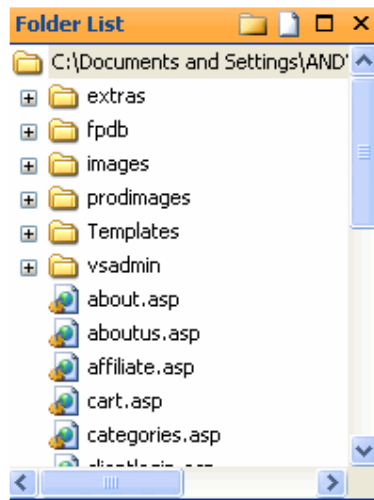 Folder List
C:\Documents and Settings\AND
extras
fpdb
images
prodimages
Templates
vsadmin
about.asp
aboutus.asp
affiliate.asp
cart.asp
categories.asp